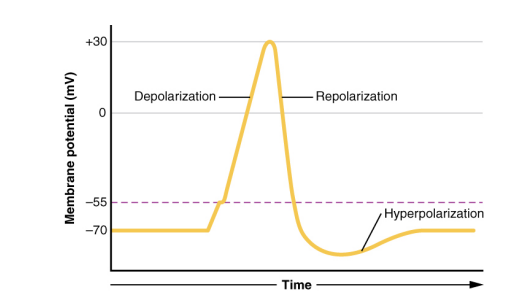 +30
Depolarization
Repolarization
0
Membrane potential (mV)
–55
Hyperpolarization
–70
Time